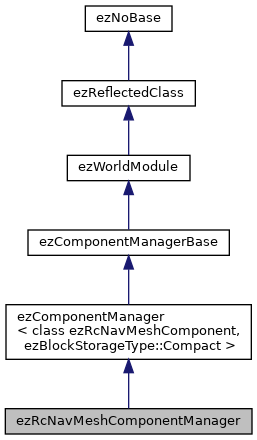 ezNoBase
ezReflectedClass
ezWorldModule
ezComponentManagerBase
ezComponentManager
< class ezRcNavMeshComponent,
ezBlockStorageType::Compact >
ezRcNavMeshComponentManager